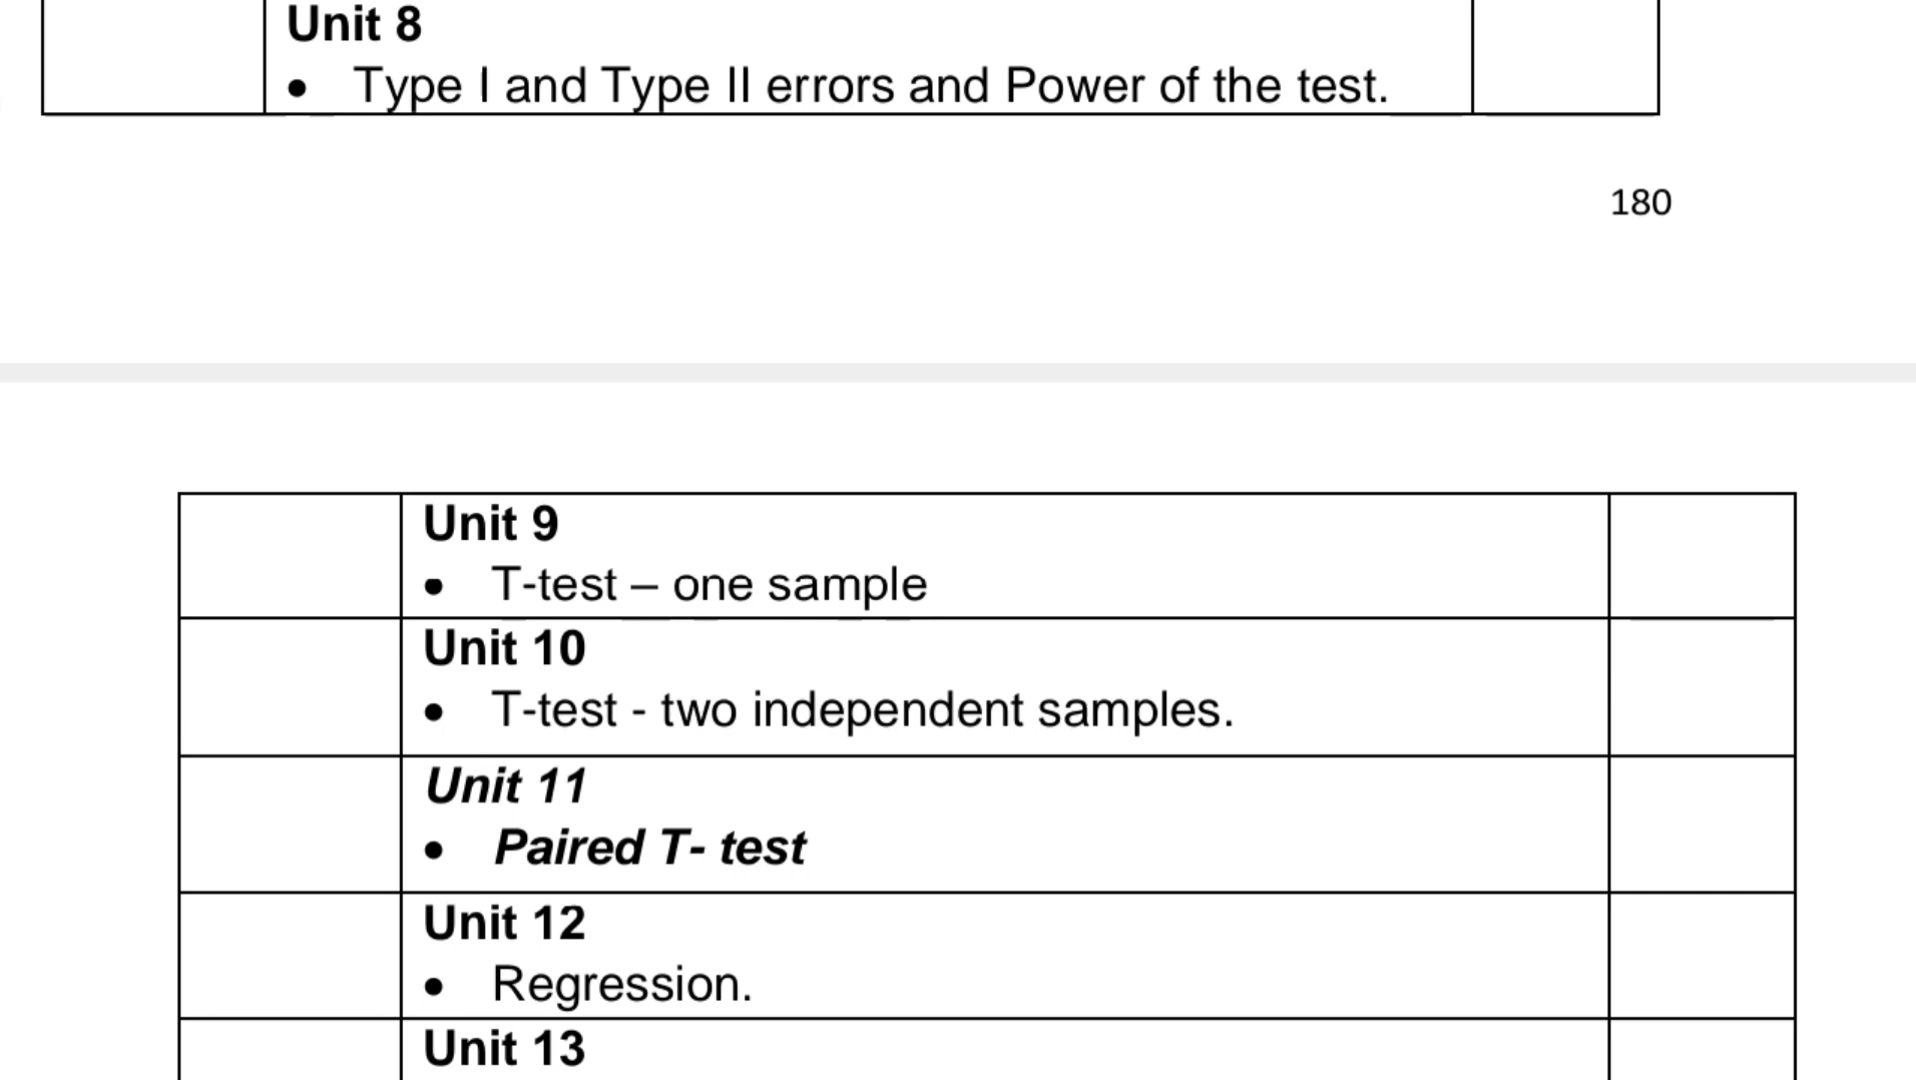 Unit 8
• Type I and Type II errors and Power of the test.
180
Unit 9
• T-test – one sample
Unit 10
• T-test - two independent samples.
Unit 11
• Paired T- test
Unit 12
• Regression.
Unit 13